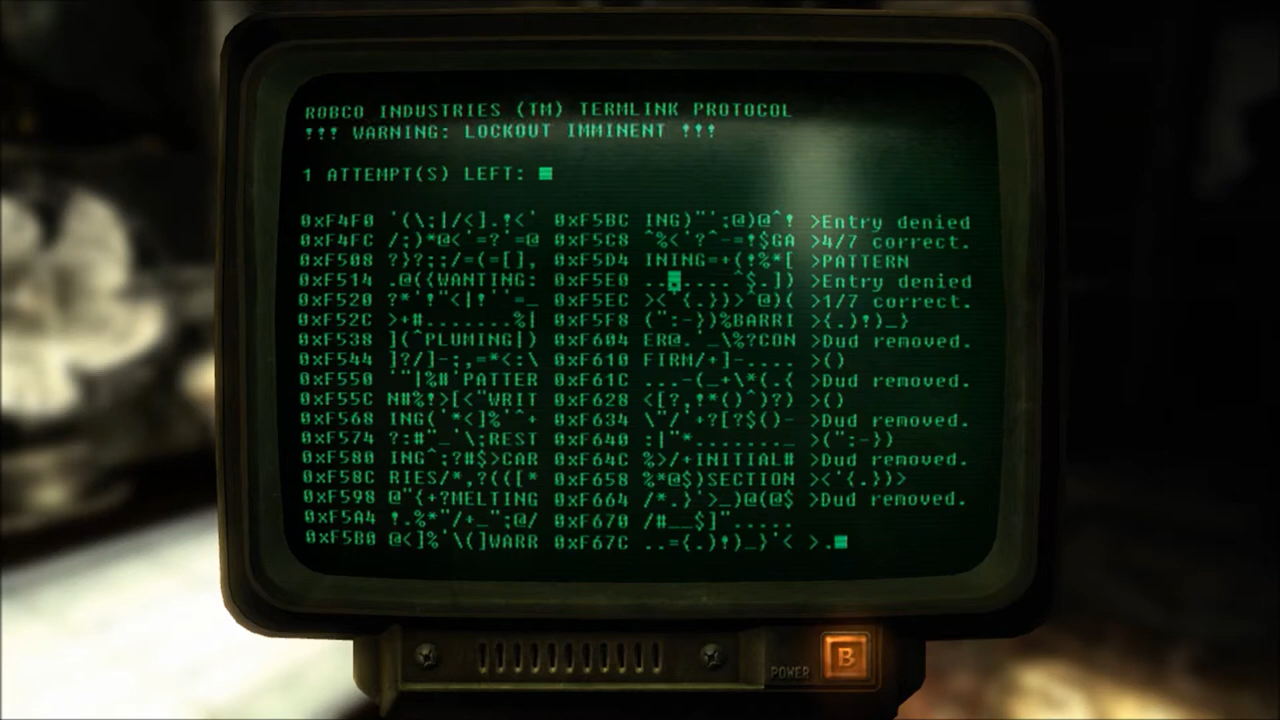 ROBCO INDUSTRIES (TM) TERMLINK PROTOCOL
!!! WARNING: LOCKOUT IMMINENT !!!
1 ATTEMPT(S) LEFT: ■
0xF4F0 '(\:|/<].!<' 0xF5BC ING)"';@)@^! >Entry denied
0xF4FC /;)*@<'=?'=@ 0xF5C8 ^%<'?^-=!$GA >4/7 correct.
0xF508 ?}?:;/=(=[], 0xF5D4 INING=+(!%*[ >PATTERN
0xF514 .@({WANTING: 0xF5E0 .......^$.]) >Entry denied
0xF520 ?*'!"<|!''=_ 0xF5EC ><'{.})>^@)( >1/7 correct.
0xF52C >+#.......%| 0xF5F8 (":-})%BARRI >{.)!)_}
0xF538 ](^PLUMING|) 0xF604 ER@.'_\%?CON >Dud removed.
0xF544 ]?/]-;,=*<:\ 0xF610 FIRM/+]-.... >()
0xF550 '"|%#'PATTER 0xF61C ...-(_+\*(.{ >Dud removed.
0xF55C N#%!>[<"WRIT 0xF628 <[?,!*()^)?) >()
0xF568 ING('*<]%'^+ 0xF634 \"/'+?[?$()- >Dud removed.
0xF574 ?:#"_'\;REST 0xF640 :|"*......._ >(":-})
0xF580 ING^;?#$>CAR 0xF64C %>/+INITIAL# >Dud removed.
0xF58C RIES/*,?(([* 0xF658 %*@$)SECTION ><'{.})>
0xF598 @"{+?MELTING 0xF664 /*.}'>_)@(@$ >Dud removed.
0xF5A4 !.%*"/+_";@/ 0xF670 /#__$]".....
0xF5B0 @<]%'\(]WARR 0xF67C ..={.)!)_}'< >.■
POWER
B